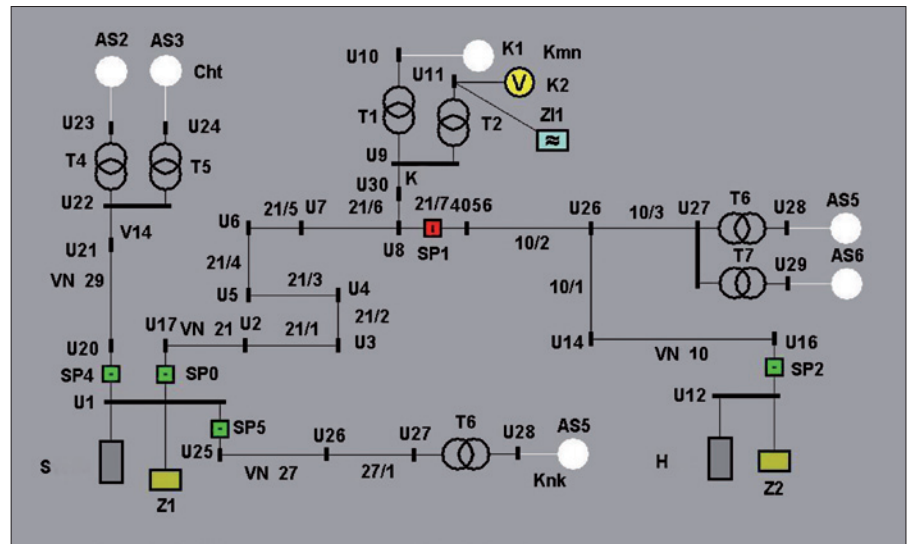 AS2 AS3 K1 Kmn
U10
Cht U11 V K2
T1 T2 ZI1
U23 U24
T4 T5 U9
K
U22 U30 T6 U28 AS5
V14 U6 21/5 U7 21/6 21/7 4056 U26 10/3 U27
U21 U8 SP1 10/2 T7 U29 AS6
VN 29 21/4 21/3
U5 U4 10/1
21/2
U17 VN 21 U2 21/1 U3 U14 U16
U20 VN 10
SP4 SP0 SP2
U1 U12
SP5 T6 AS5
U25 U26 U27 U28
S VN 27 27/1 Knk H
Z1 Z2